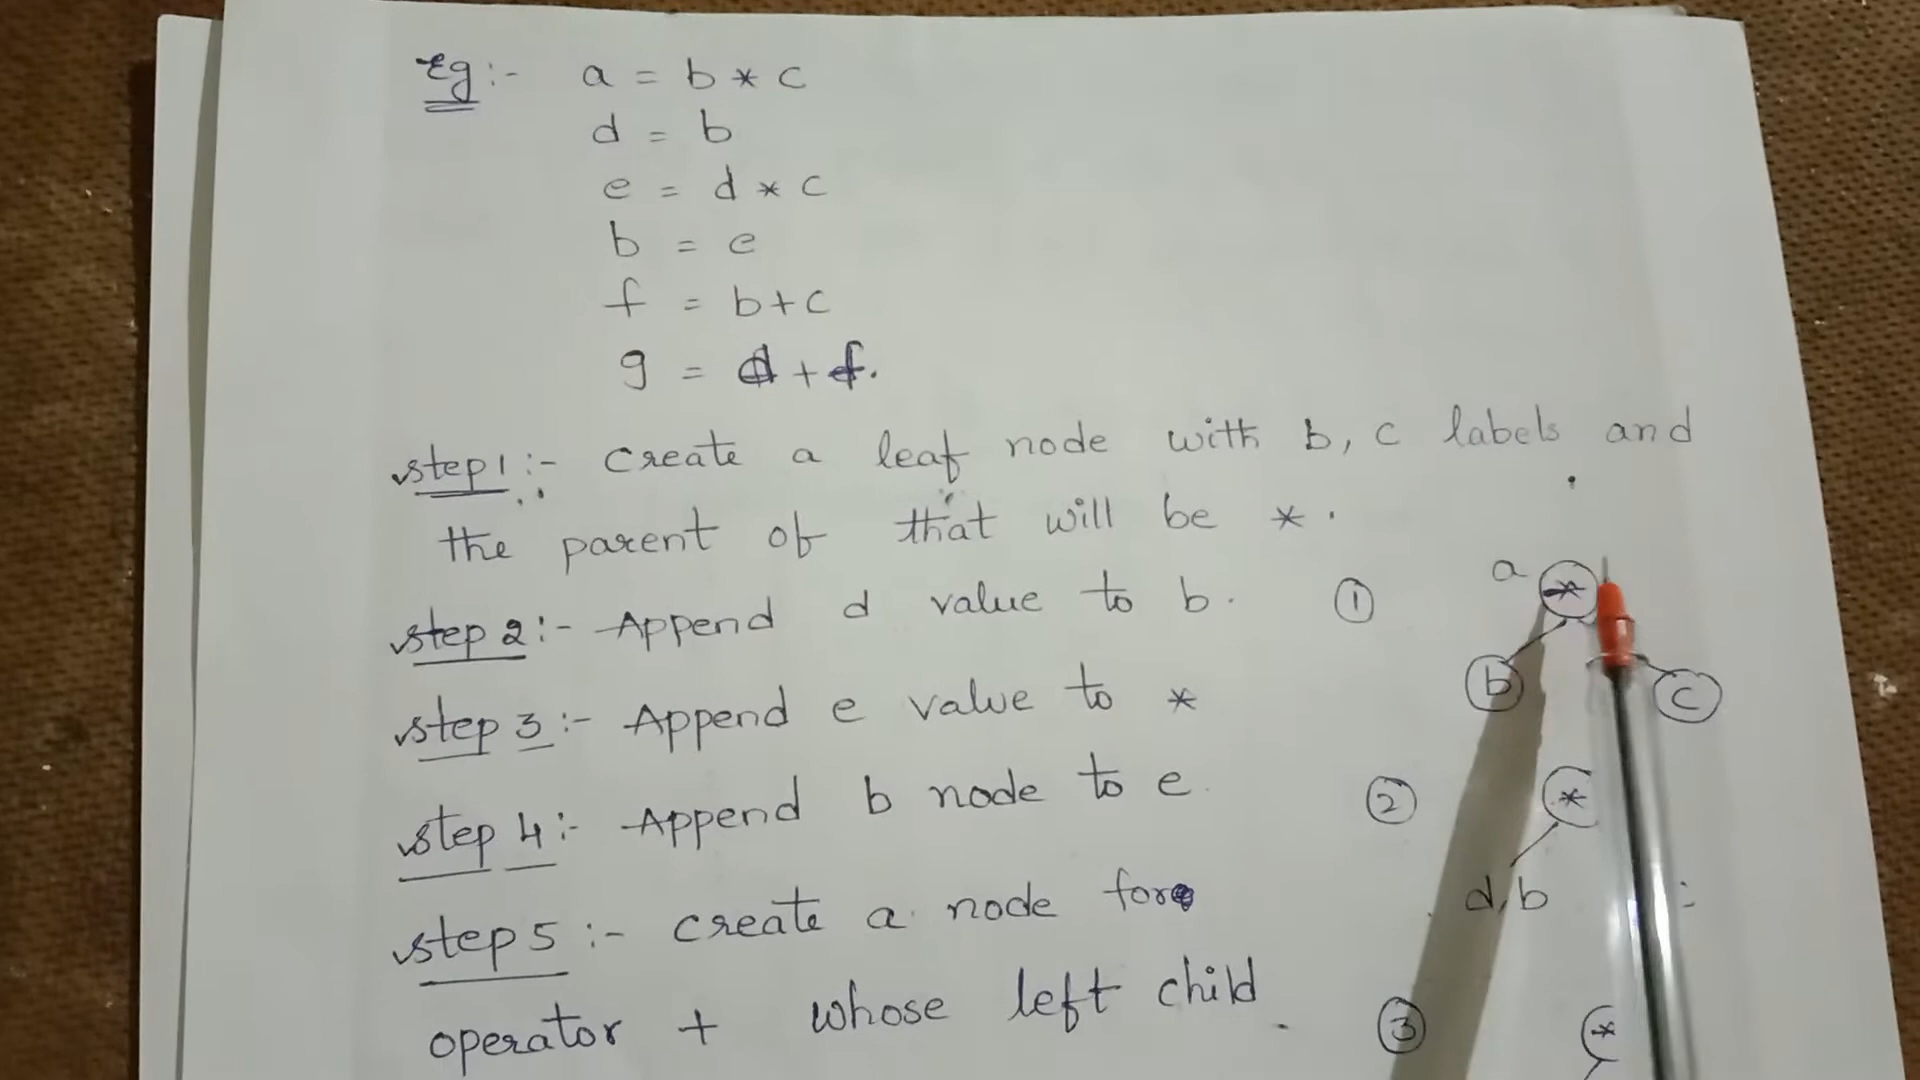 Eg:- a = b * c
d = b
e = d * c
b = e
f = b+c
g = d + f.
step1:- create a leaf node with b, c labels and
the parent of that will be *.
step 2:- Append d value to b.
step 3:- Append e value to *
step 4:- Append b node to e.
step 5:- create a node for
operator + whose left child
① a *
b c
② *
d, b
③ *